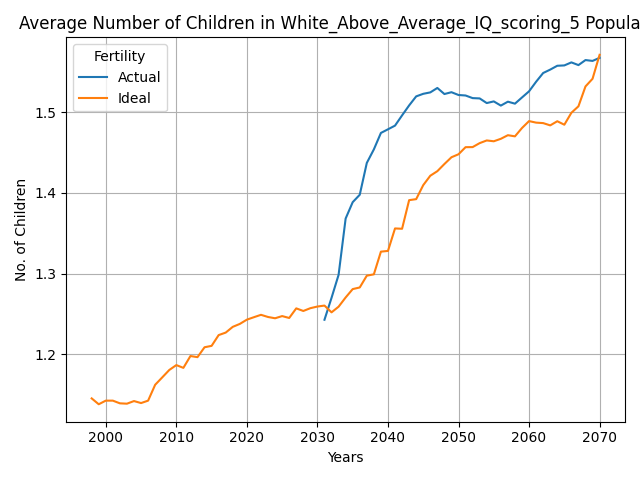 Average Number of Children in White_Above_Average_IQ_scoring_5 Popula
Fertility
Actual
Ideal
1.5
1.4
1.3
1.2
No. of Children
2000 2010 2020 2030 2040 2050 2060 2070
Years